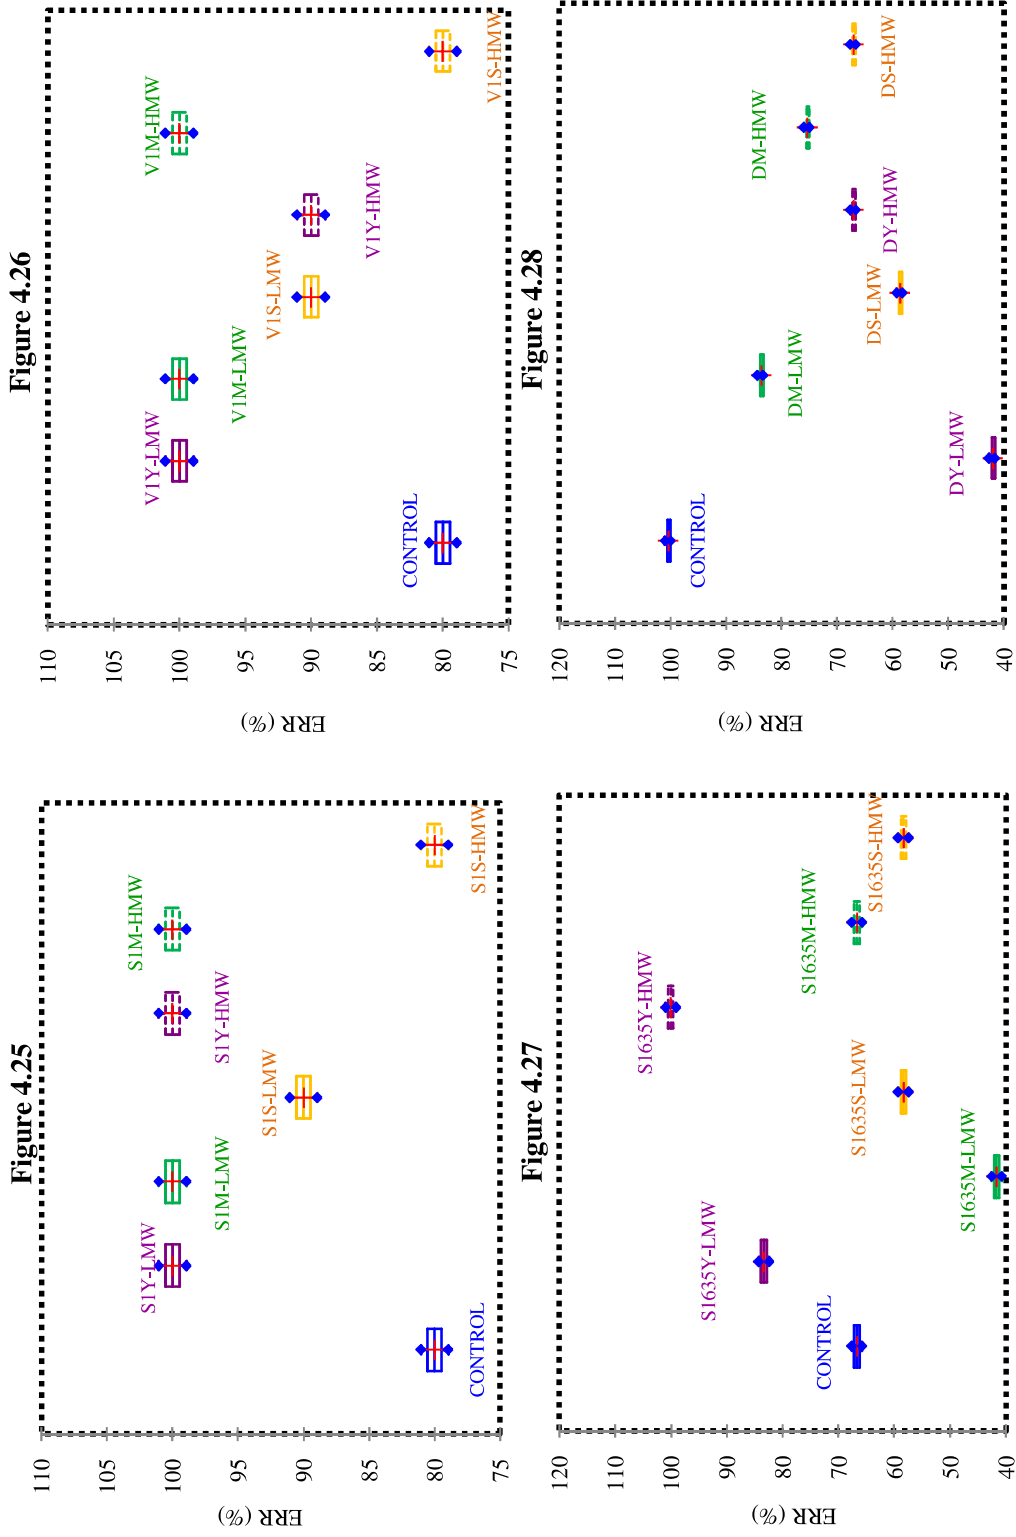 Figure 4.25
ERR (%)
110
105
100
95
90
85
80
75
CONTROL
S1Y-LMW
S1M-LMW
S1S-LMW
S1Y-HMW
S1M-HMW
S1S-HMW
Figure 4.26
ERR (%)
110
105
100
95
90
85
80
75
CONTROL
V1Y-LMW
V1M-LMW
V1S-LMW
V1Y-HMW
V1M-HMW
V1S-HMW
Figure 4.27
ERR (%)
120
110
100
90
80
70
60
50
40
CONTROL
S1635Y-LMW
S1635M-LMW
S1635S-LMW
S1635Y-HMW
S1635M-HMW
S1635S-HMW
Figure 4.28
ERR (%)
120
110
100
90
80
70
60
50
40
CONTROL
DY-LMW
DM-LMW
DS-LMW
DY-HMW
DM-HMW
DS-HMW